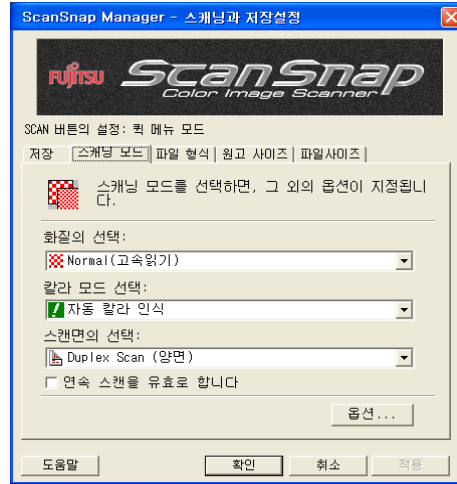 ScanSnap Manager - 스캐닝과 저장설정
FUJITSU ScanSnap
Color Image Scanner
SCAN 버튼의 설정: 퀵 메뉴 모드
저장 스캐닝 모드 파일 형식 원고 사이즈 파일사이즈
스캐닝 모드를 선택하면, 그 외의 옵션이 지정됩니
다.
화질의 선택:
Normal(고속읽기)
칼라 모드 선택:
자동 칼라 인식
스캔면의 선택:
Duplex Scan (양면)
연속 스캔을 유효로 합니다
옵션...
도움말 확인 취소 적용